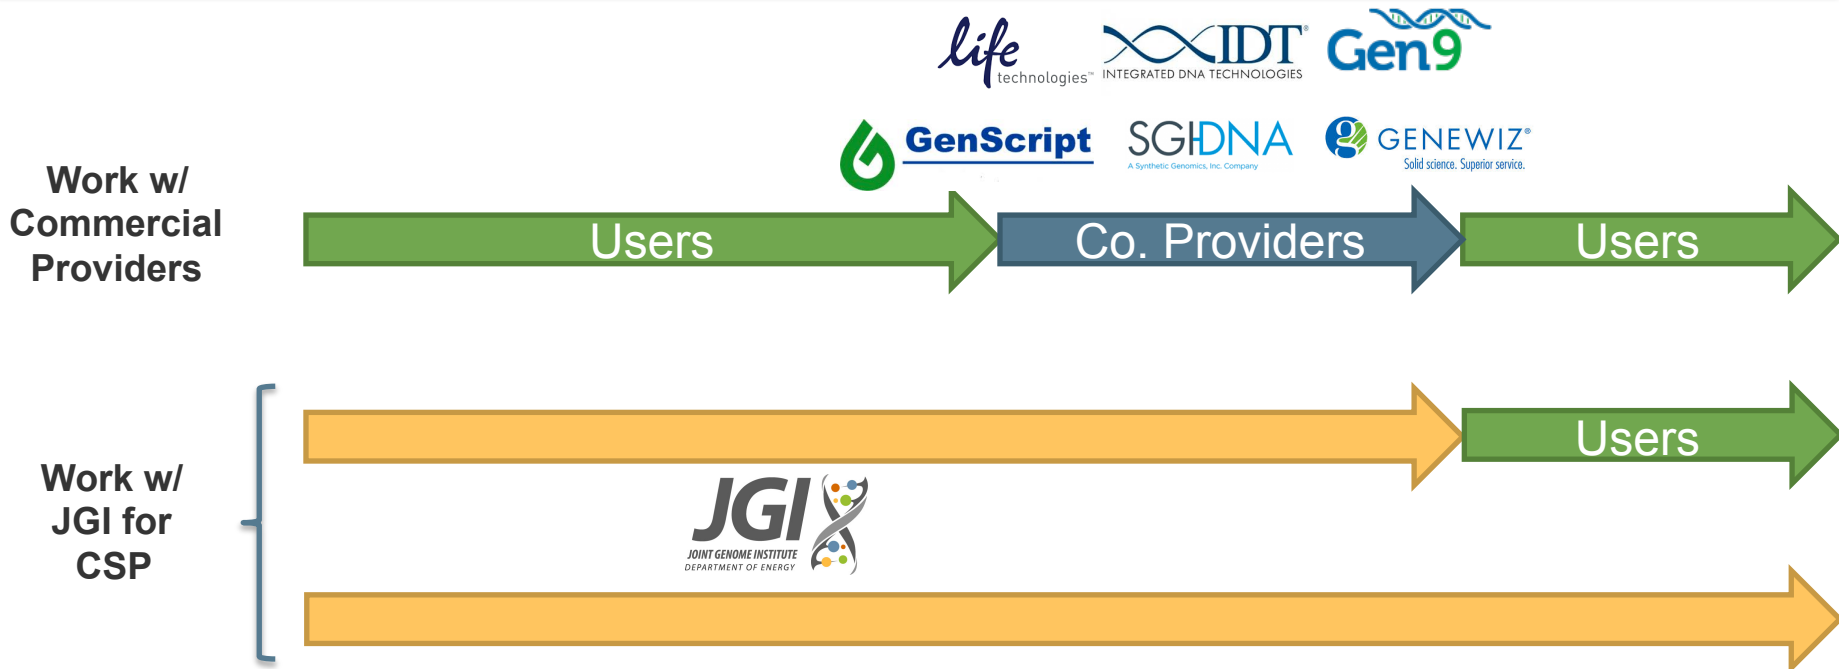 life
technologies™
IDT®
INTEGRATED DNA TECHNOLOGIES
Gen9
GenScript
SGI-DNA
A Synthetic Genomics, Inc. Company
GENEWIZ®
Solid science. Superior service.
Work w/
Commercial
Providers
Users
Co. Providers
Users
Work w/
JGI for
CSP
Users
JGI
JOINT GENOME INSTITUTE
DEPARTMENT OF ENERGY